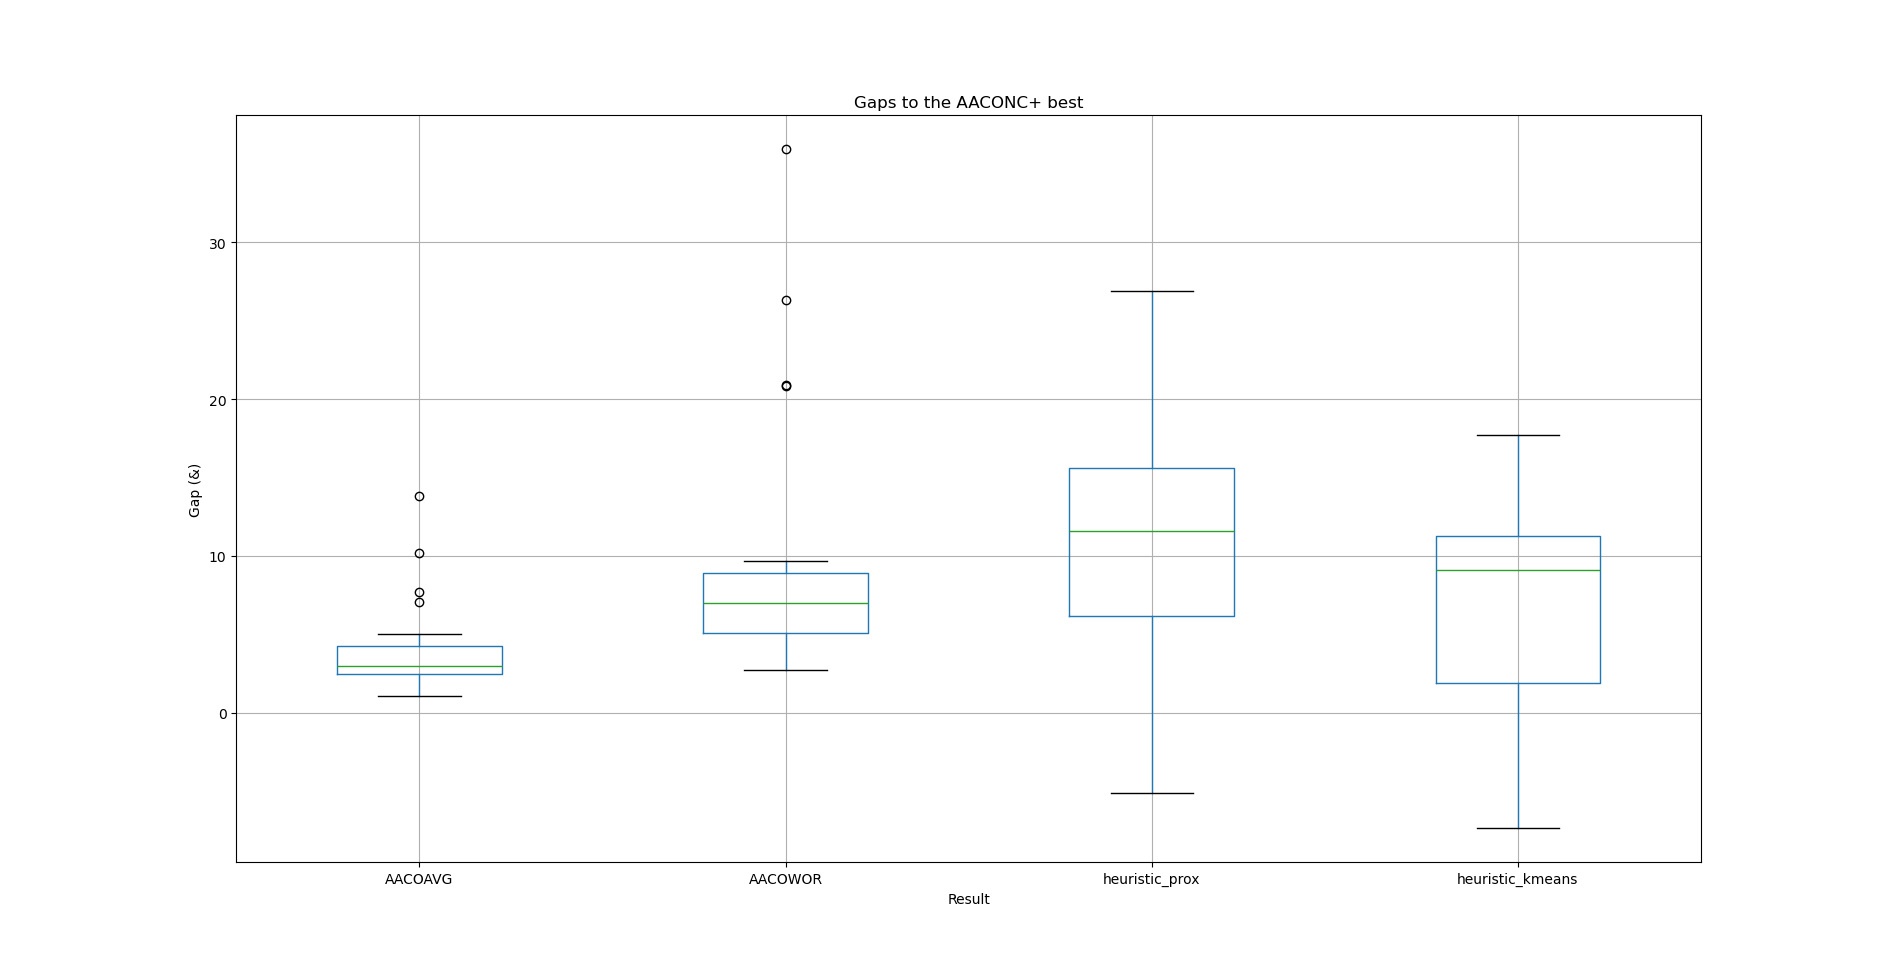 Gaps to the AACONC+ best
Gap (&)
30
20
10
0
AACOAVG
AACOWOR
heuristic_prox
heuristic_kmeans
Result